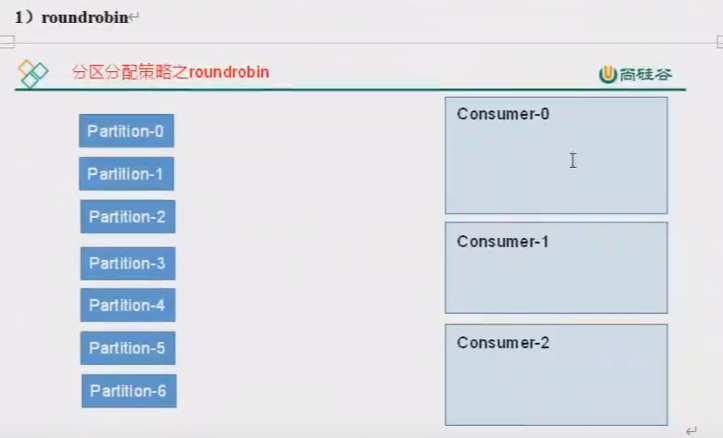 1）roundrobin
分区分配策略之roundrobin
尚硅谷
Partition-0
Partition-1
Partition-2
Partition-3
Partition-4
Partition-5
Partition-6
Consumer-0
Consumer-1
Consumer-2